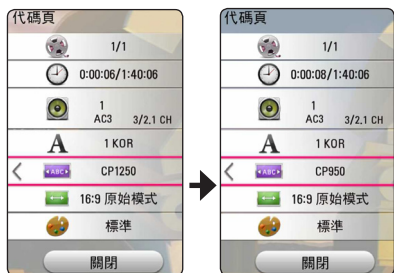 代碼頁
1/1
0:00:06/1:40:06
1
AC3 3/2.1 CH
A 1 KOR
ABC CP1250
16:9 原始模式
標準
關閉
代碼頁
1/1
0:00:08/1:40:06
1
AC3 3/2.1 CH
A 1 KOR
ABC CP950
16:9 原始模式
標準
關閉